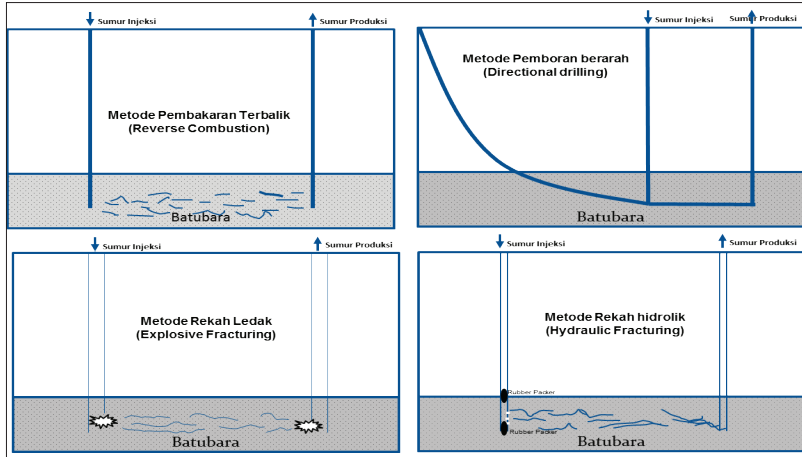 Sumur Injeksi
Sumur Produksi
Metode Pembakaran Terbalik
(Reverse Combustion)
Batubara
Sumur Injeksi
Sumur Produksi
Metode Pemboran berarah
(Directional drilling)
Batubara
Sumur Injeksi
Sumur Produksi
Metode Rekah Ledak
(Explosive Fracturing)
Batubara
Sumur Injeksi
Sumur Produksi
Metode Rekah hidrolik
(Hydraulic Fracturing)
Rubber Packer
Rubber Packer
Batubara